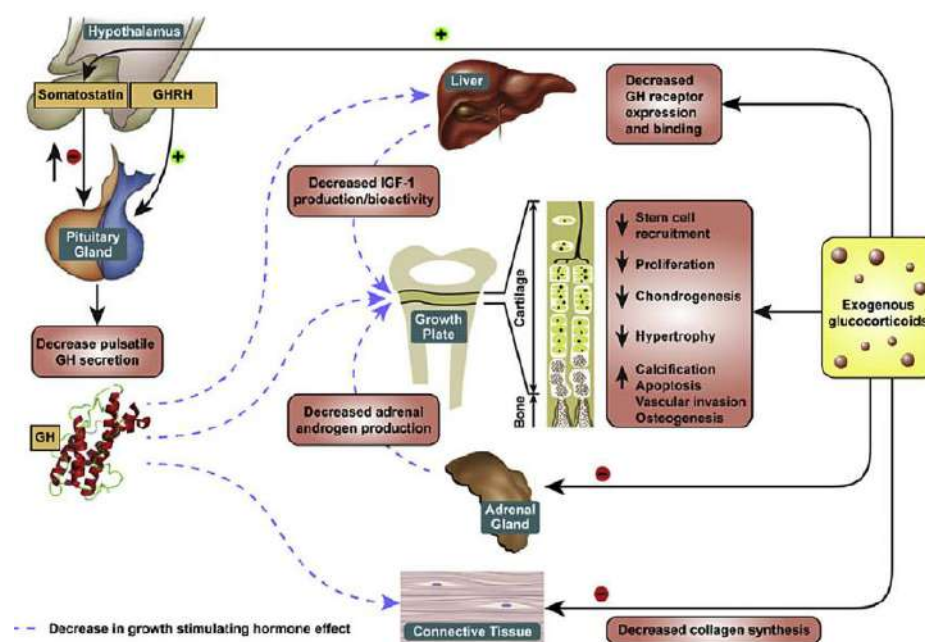 Hypothalamus
Somatostatin
GHRH
Pituitary
Gland
Decrease pulsatile
GH secretion
GH
Liver
Decreased
GH receptor
expression
and binding
Decreased IGF-1
production/bioactivity
Growth
Plate
Cartilage
Bone
Stem cell
recruitment
Proliferation
Chondrogenesis
Hypertrophy
Calcification
Apoptosis
Vascular invasion
Osteogenesis
Exogenous
glucocorticoids
Decreased adrenal
androgen production
Adrenal
Gland
Connective Tissue
Decreased collagen synthesis
Decrease in growth stimulating hormone effect